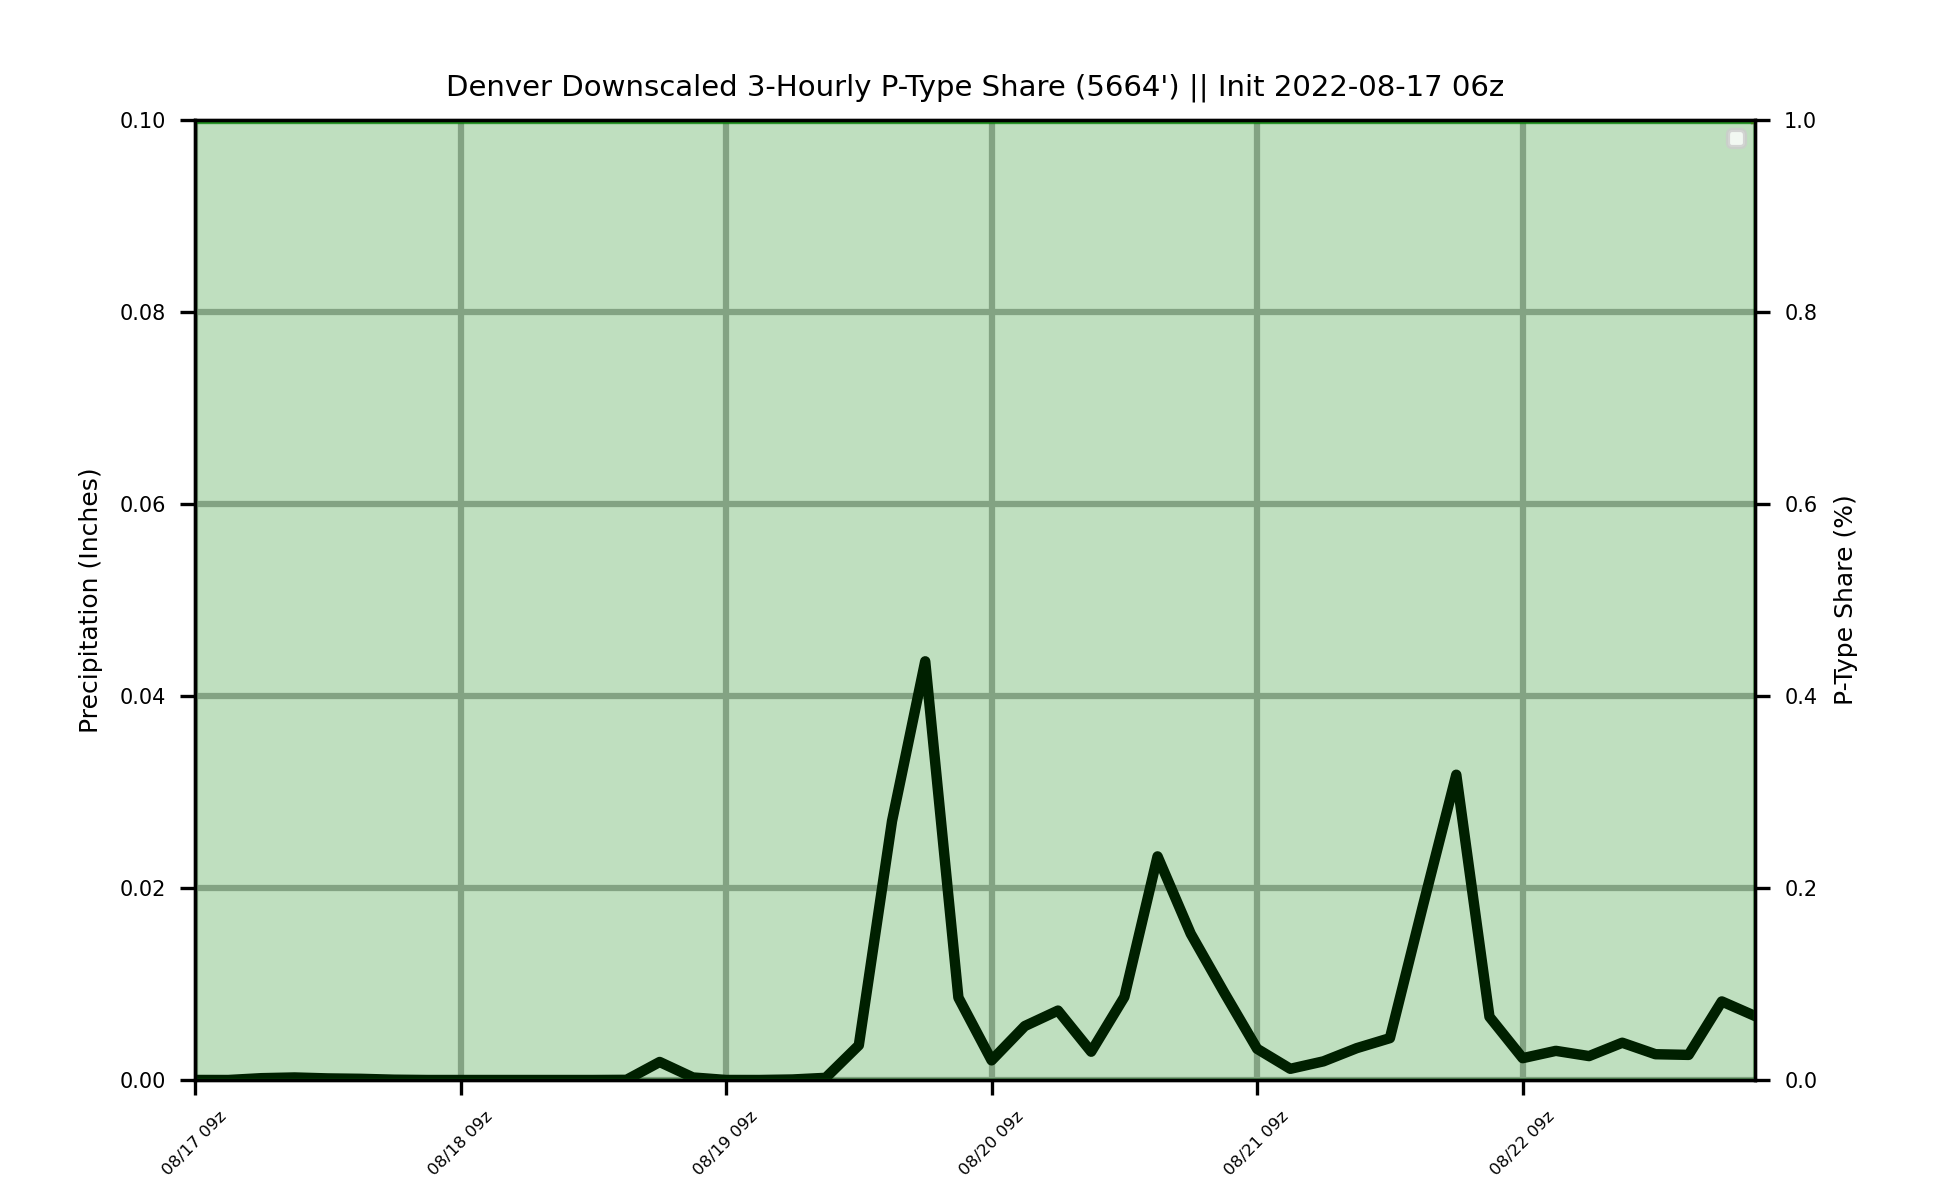 Denver Downscaled 3-Hourly P-Type Share (5664') || Init 2022-08-17 06z
Precipitation (Inches)
0.10
0.08
0.06
0.04
0.02
0.00
1.0
0.8
0.6
0.4
0.2
0.0
P-Type Share (%)
08/17 09z
08/18 09z
08/19 09z
08/20 09z
08/21 09z
08/22 09z